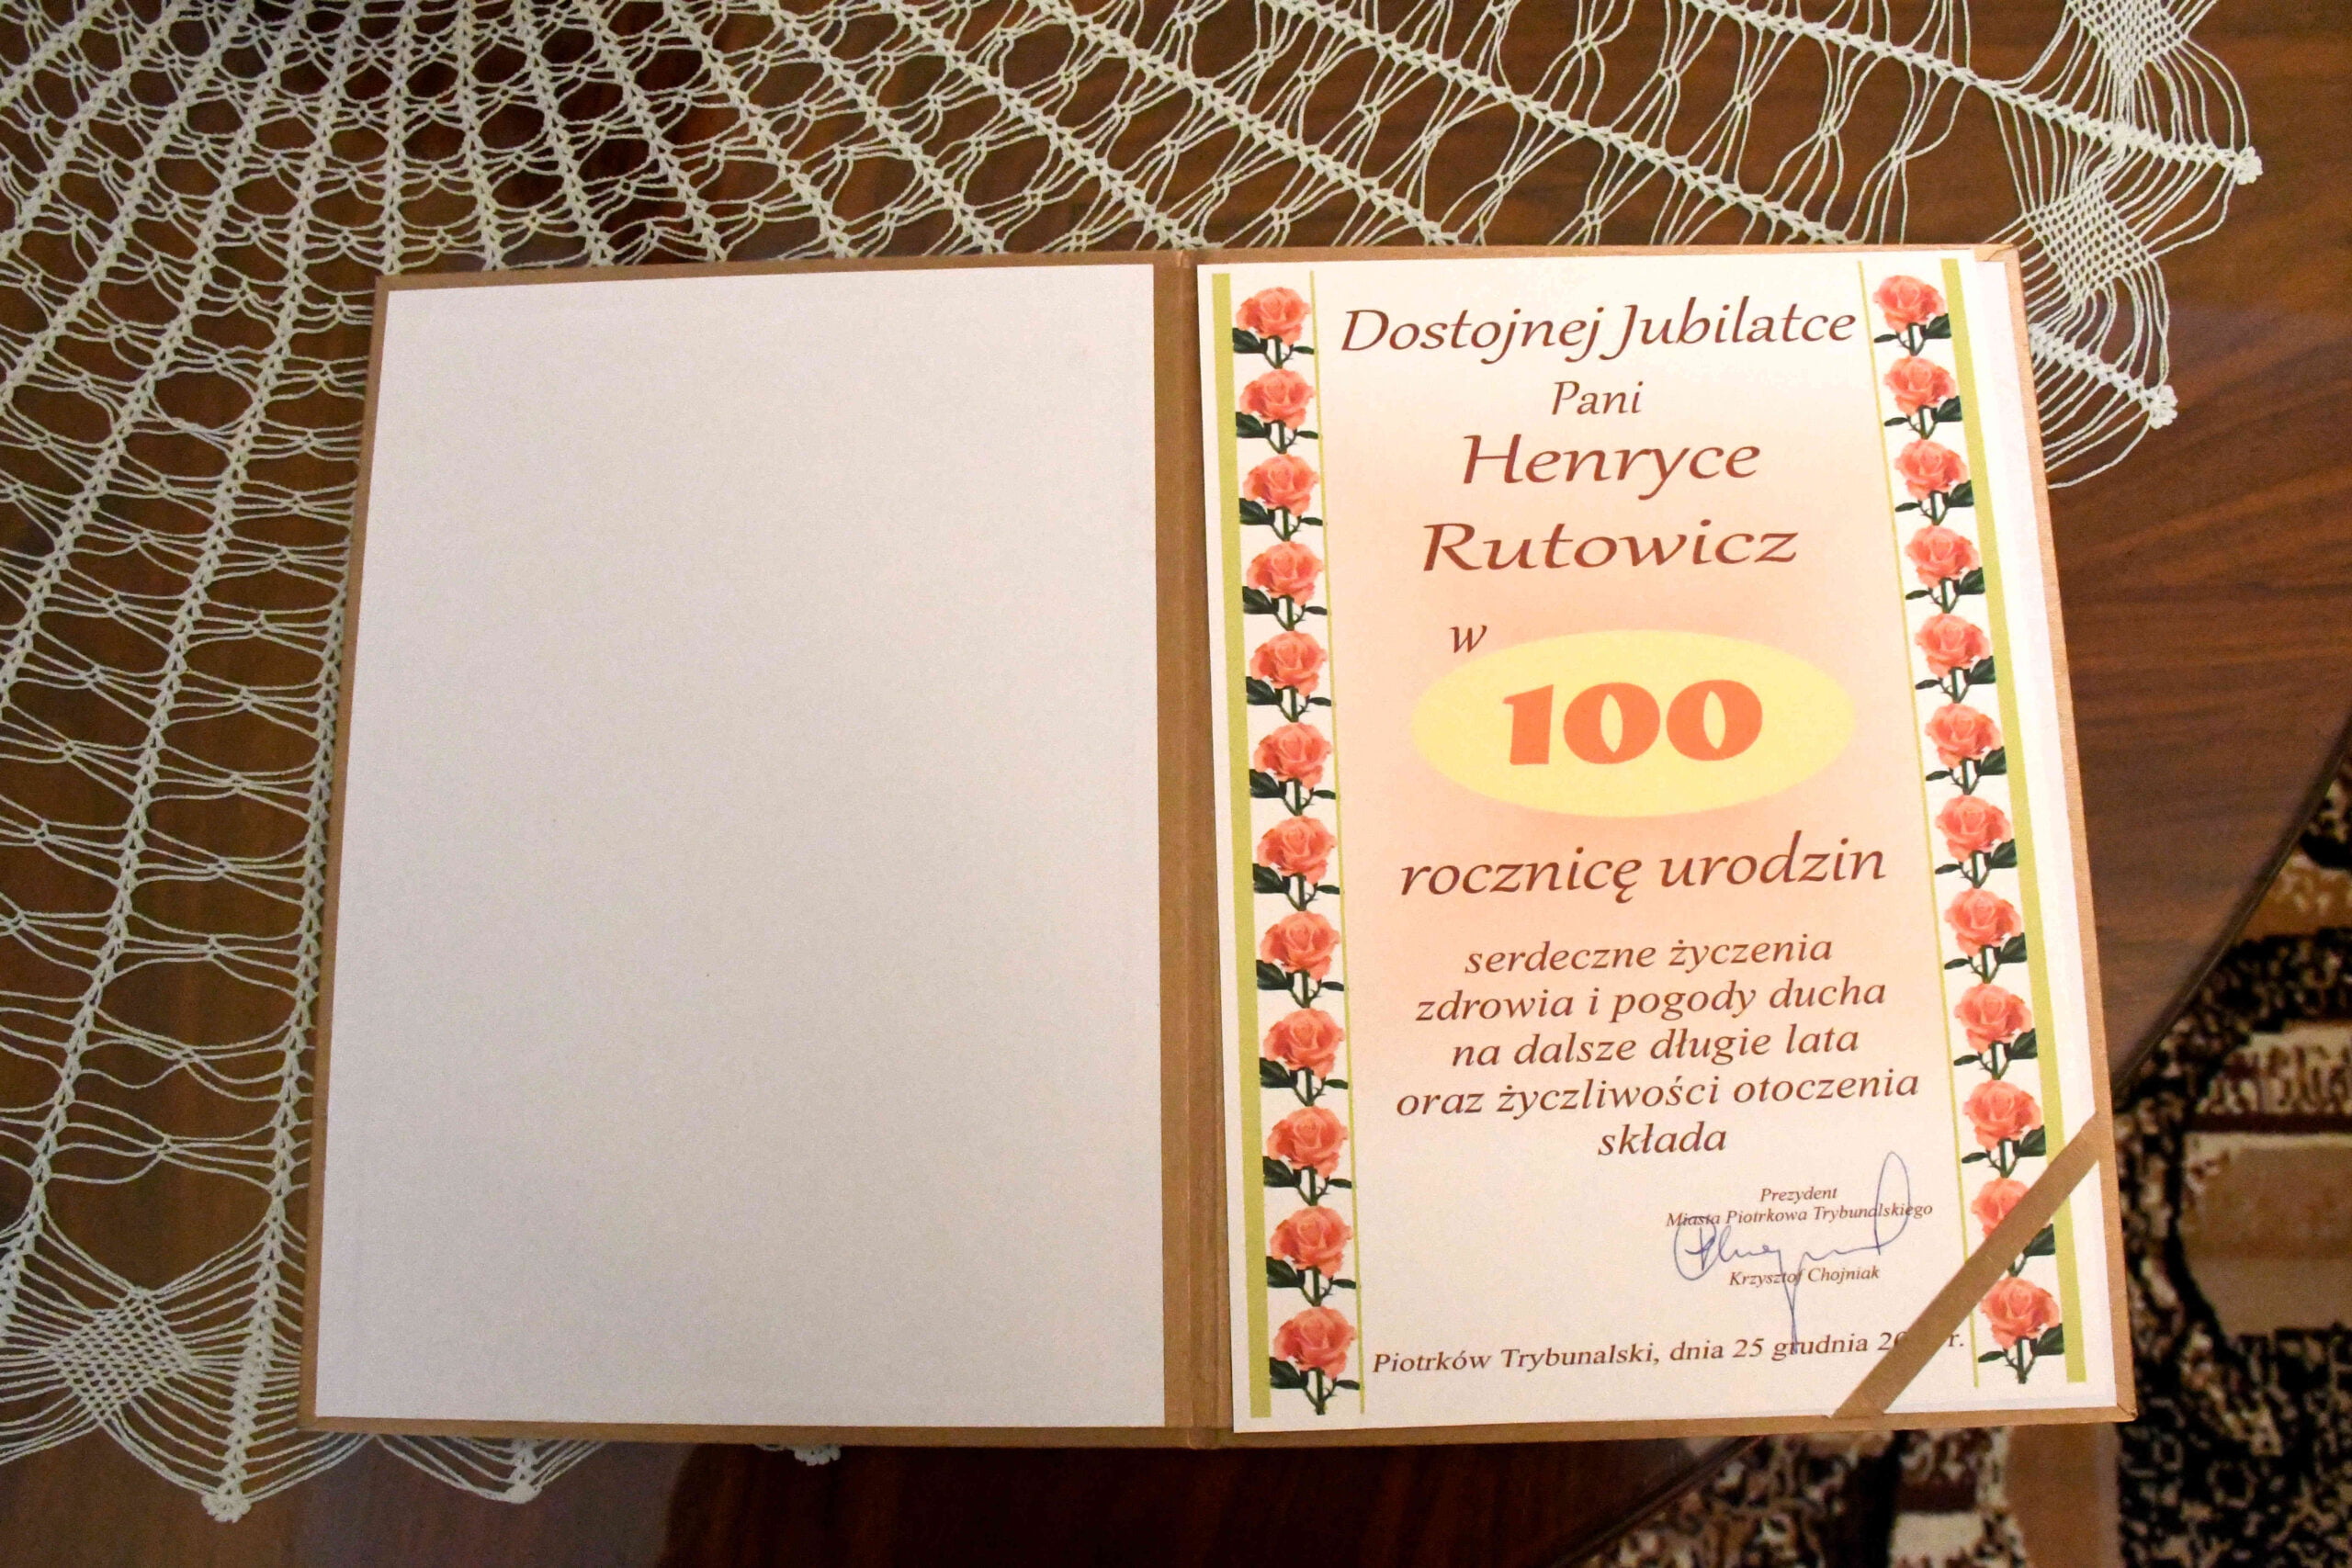 Dostojnej Jubilatce
Pani
Henryce
Rutowicz
w
100
rocznicę urodzin
serdeczne życzenia
zdrowia i pogody ducha
na dalsze długie lata
oraz życzliwości otoczenia
składa
Prezydent
Miasta Piotrkowa Trybunalskiego
Krzysztof Chojniak
Piotrków Trybunalski, dnia 25 grudnia r.